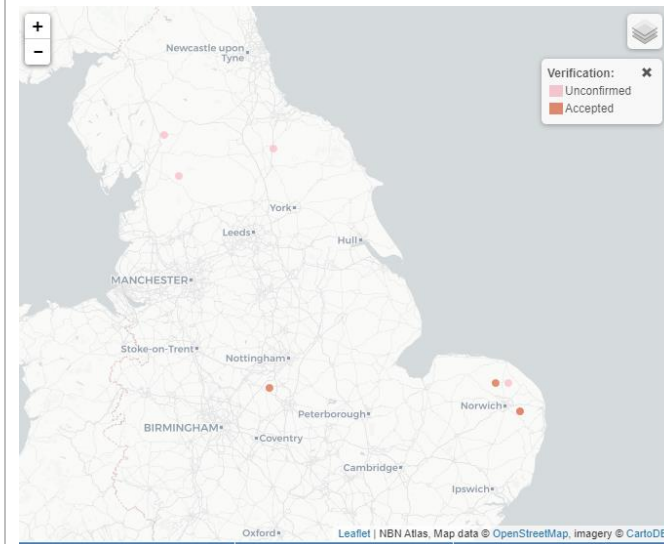 +
−
Newcastle upon
Tyne
Verification: ✖
Unconfirmed
Accepted
York
Leeds
Hull
MANCHESTER
Stoke-on-Trent
Nottingham
Norwich
Peterborough
BIRMINGHAM
Coventry
Cambridge
Ipswich
Oxford
Leaflet | NBN Atlas, Map data © OpenStreetMap, imagery © CartoDB